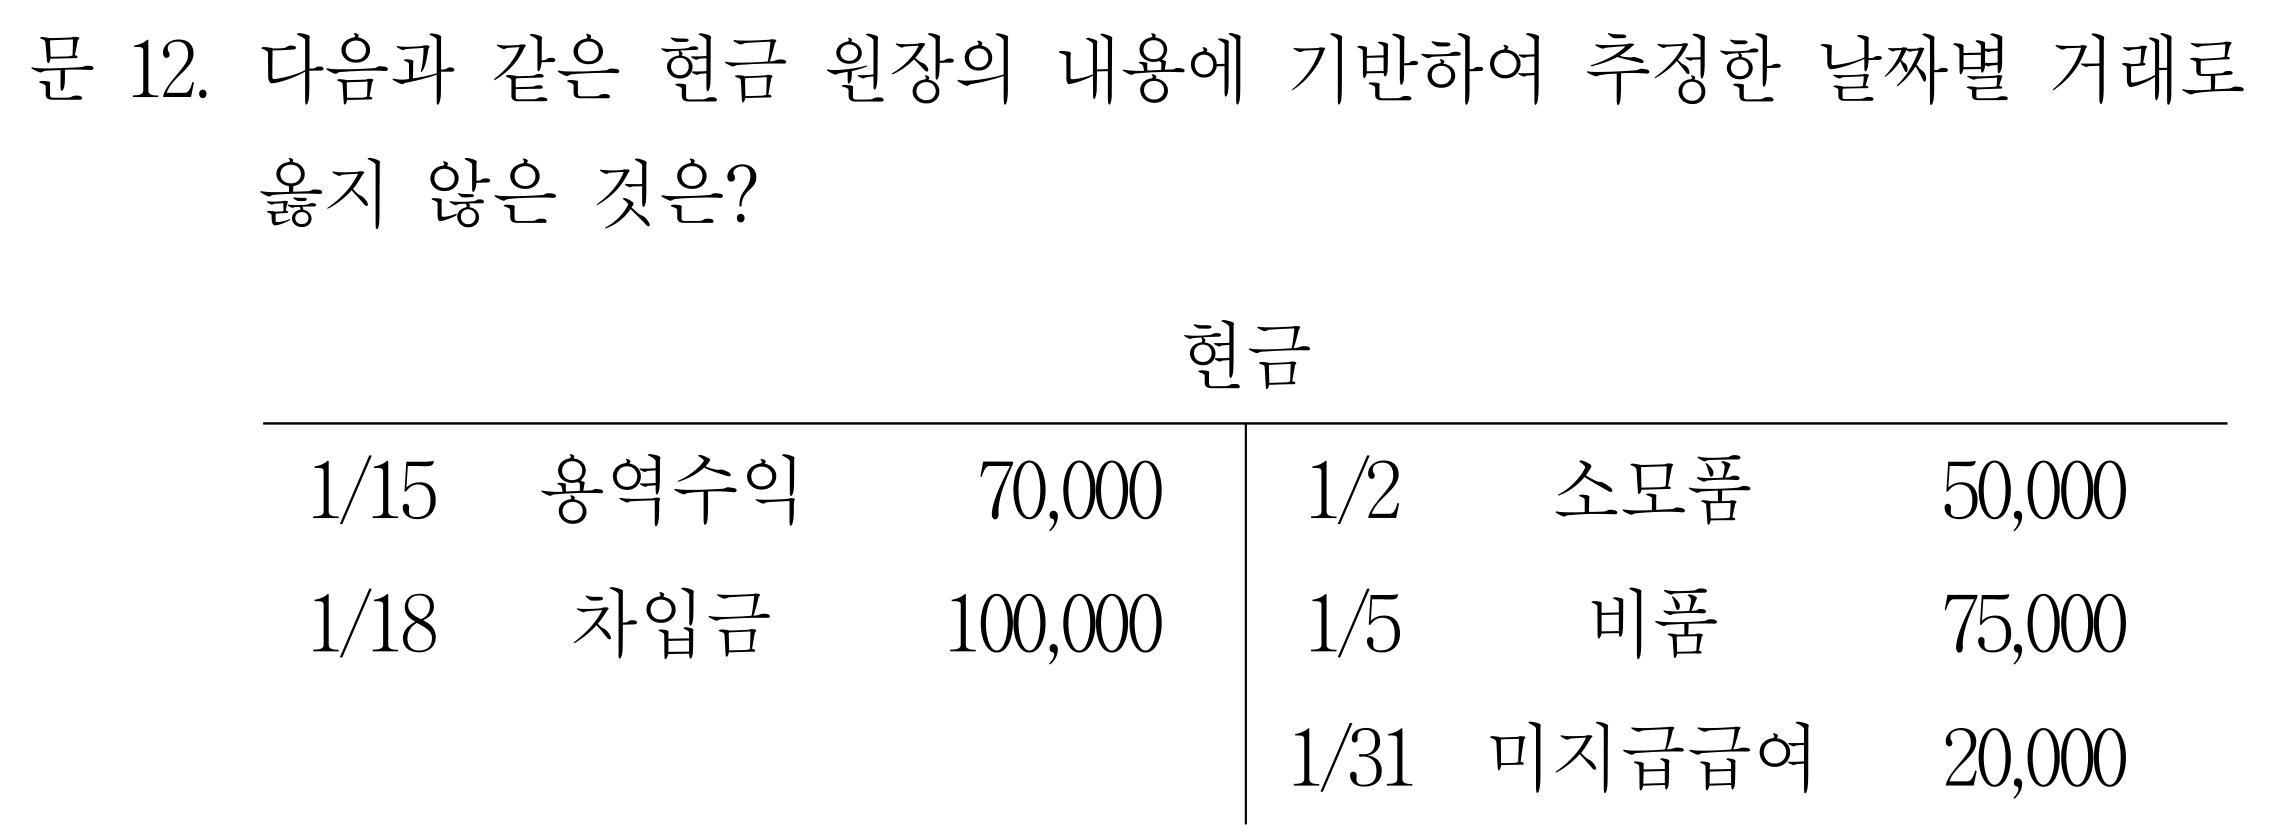 문 12. 다음과 같은 현금 원장의 내용에 기반하여 추정한 날짜별 거래로
옳지 않은 것은?
현금
1/15 용역수익 70,000 1/2 소모품 50,000
1/18 차입금 100,000 1/5 비품 75,000
1/31 미지급급여 20,000